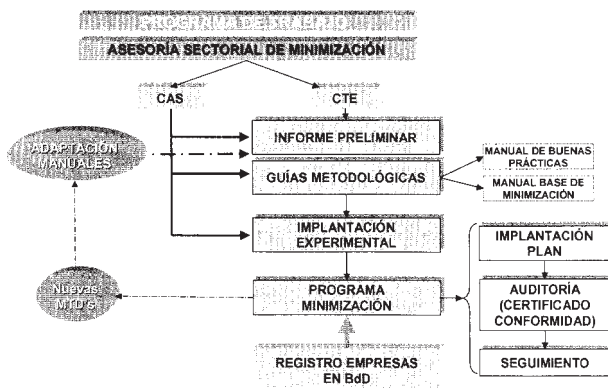 PROGRAMA DE TRABAJO
ASESORÍA SECTORIAL DE MINIMIZACIÓN
CAS
CTE
INFORME PRELIMINAR
ADAPTACIÓN
MANUALES
GUÍAS METODOLÓGICAS
MANUAL DE BUENAS
PRÁCTICAS
MANUAL BASE DE
MINIMIZACIÓN
IMPLANTACIÓN
EXPERIMENTAL
IMPLANTACIÓN
PLAN
Nuevas
MTD's
PROGRAMA
MINIMIZACIÓN
AUDITORÍA
(CERTIFICADO
CONFORMIDAD)
REGISTRO EMPRESAS
EN BdD
SEGUIMIENTO